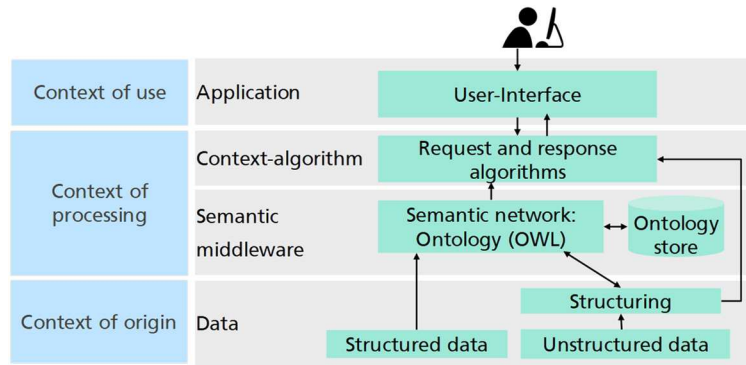 Context of use
Application
User-Interface
Context of
processing
Context-algorithm
Request and response
algorithms
Semantic
middleware
Semantic network:
Ontology (OWL)
Ontology
store
Context of origin
Data
Structuring
Structured data
Unstructured data